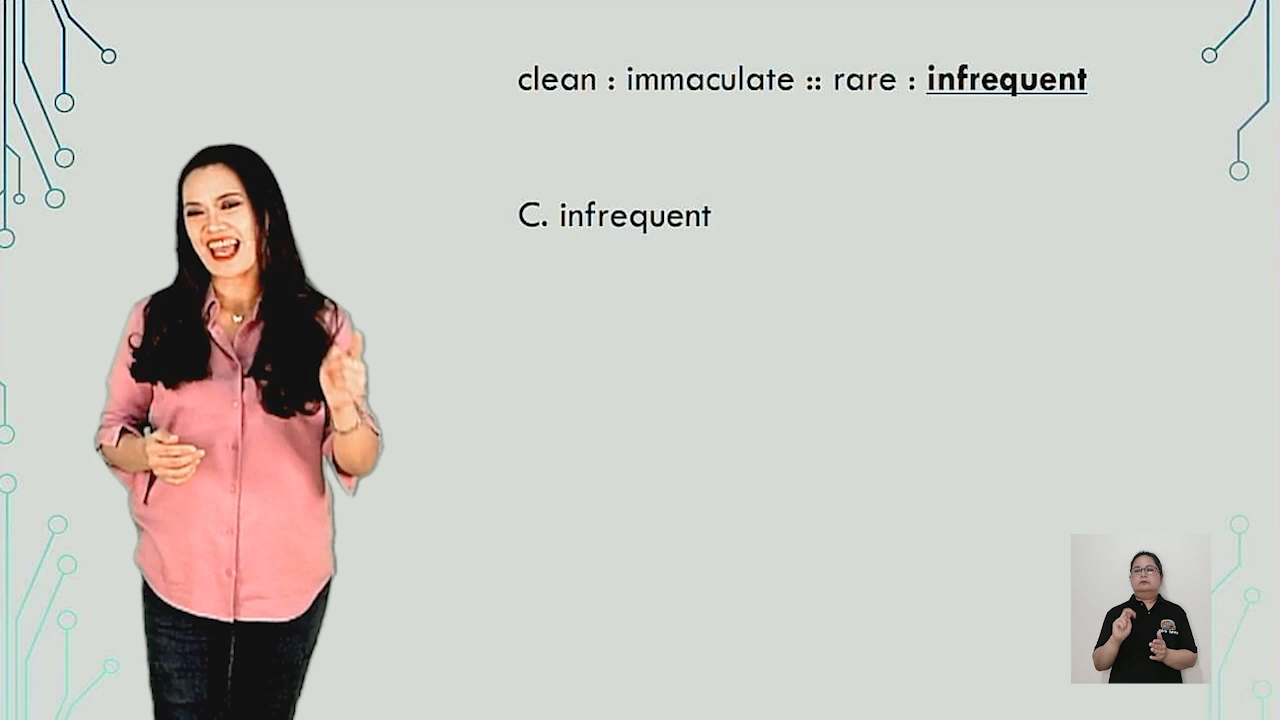 clean : immaculate :: rare : infrequent
C. infrequent